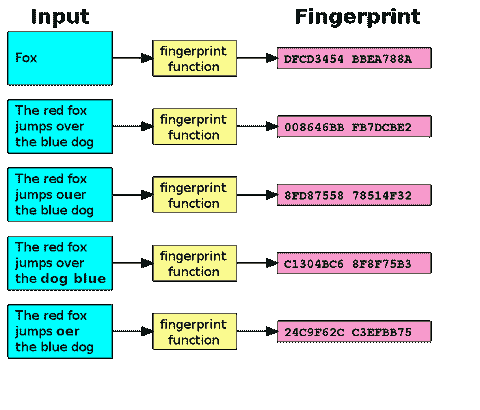 Input
Fingerprint
Fox
fingerprint
function
DFCD3454 BBEA788A
The red fox
jumps over
the blue dog
fingerprint
function
008646BB FB7DCBE2
The red fox
jumps ouer
the blue dog
fingerprint
function
8FD87558 78514F32
The red fox
jumps over
the dog blue
fingerprint
function
C1304BC6 8F8F75B3
The red fox
jumps oer
the blue dog
fingerprint
function
24C9F62C C3EFBB75